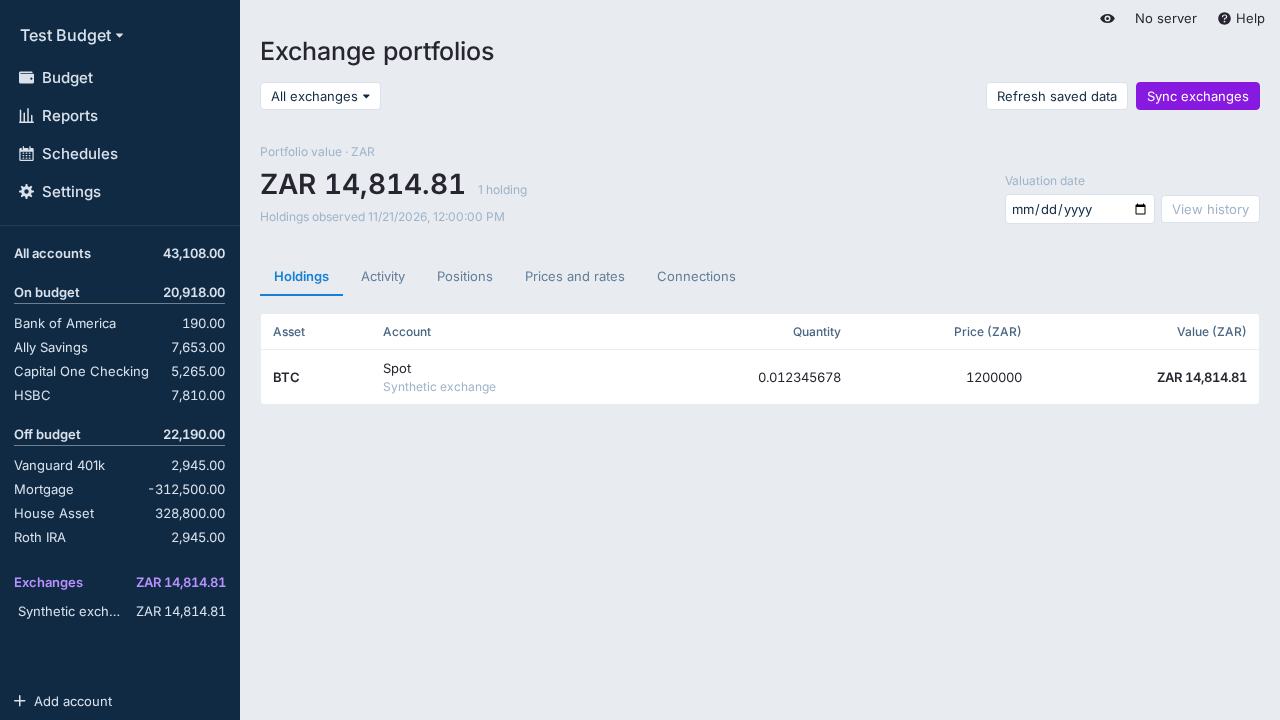 Test Budget
Budget
Reports
Schedules
Settings
All accounts 43,108.00
On budget 20,918.00
Bank of America 190.00
Ally Savings 7,653.00
Capital One Checking 5,265.00
HSBC 7,810.00
Off budget 22,190.00
Vanguard 401k 2,945.00
Mortgage -312,500.00
House Asset 328,800.00
Roth IRA 2,945.00
Exchanges ZAR 14,814.81
Synthetic exch... ZAR 14,814.81
Add account
No server Help
Exchange portfolios
All exchanges Refresh saved data Sync exchanges
Portfolio value · ZAR
ZAR 14,814.81 1 holding
Holdings observed 11/21/2026, 12:00:00 PM
Valuation date
mm/dd/yyyy View history
Holdings Activity Positions Prices and rates Connections
Asset Account Quantity Price (ZAR) Value (ZAR)
BTC Spot 0.012345678 1200000 ZAR 14,814.81
Synthetic exchange